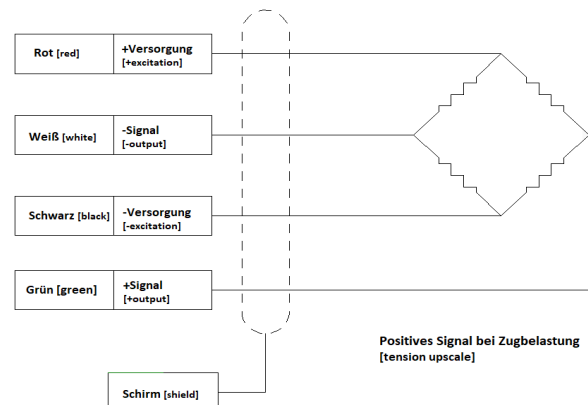 Rot [red]
+Versorgung
[+excitation]
Weiß [white]
-Signal
[-output]
Schwarz [black]
-Versorgung
[-excitation]
Grün [green]
+Signal
[+output]
Positives Signal bei Zugbelastung
[tension upscale]
Schirm [shield]